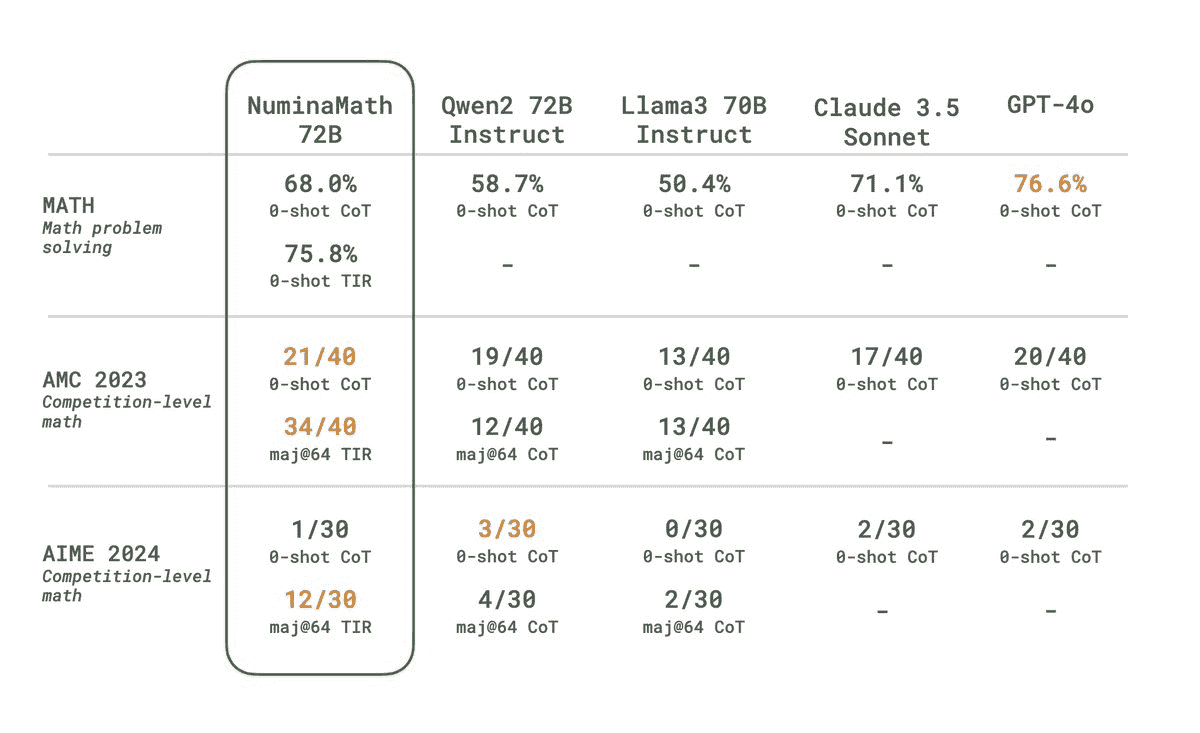 NuminaMath 72B
Qwen2 72B Instruct
Llama3 70B Instruct
Claude 3.5 Sonnet
GPT-4o
MATH
Math problem
solving
68.0%
0-shot CoT
58.7%
0-shot CoT
50.4%
0-shot CoT
71.1%
0-shot CoT
76.6%
0-shot CoT
75.8%
0-shot TIR
-
-
-
-
AMC 2023
Competition-level
math
21/40
0-shot CoT
19/40
0-shot CoT
13/40
0-shot CoT
17/40
0-shot CoT
20/40
0-shot CoT
34/40
maj@64 TIR
12/40
maj@64 CoT
13/40
maj@64 CoT
-
-
AIME 2024
Competition-level
math
1/30
0-shot CoT
3/30
0-shot CoT
0/30
0-shot CoT
2/30
0-shot CoT
2/30
0-shot CoT
12/30
maj@64 TIR
4/30
maj@64 CoT
2/30
maj@64 CoT
-
-